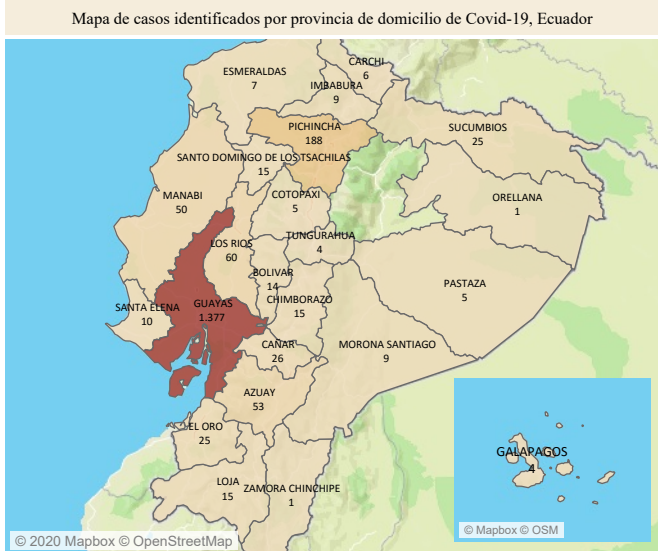 Mapa de casos identificados por provincia de domicilio de Covid-19, Ecuador
CARCHI
6
ESMERALDAS
7
IMBABURA
9
PICHINCHA
188
SUCUMBIOS
25
SANTO DOMINGO DE LOS TSACHILAS
15
MANABI
50
COTOPAXI
5
ORELLANA
1
TUNGURAHUA
4
LOS RIOS
60
BOLIVAR
14
PASTAZA
5
CHIMBORAZO
15
SANTA ELENA
10
GUAYAS
1.377
CAÑAR
26
MORONA SANTIAGO
9
AZUAY
53
EL ORO
25
GALAPAGOS
4
LOJA
15
ZAMORA CHINCHIPE
1
© Mapbox © OSM
© 2020 Mapbox © OpenStreetMap